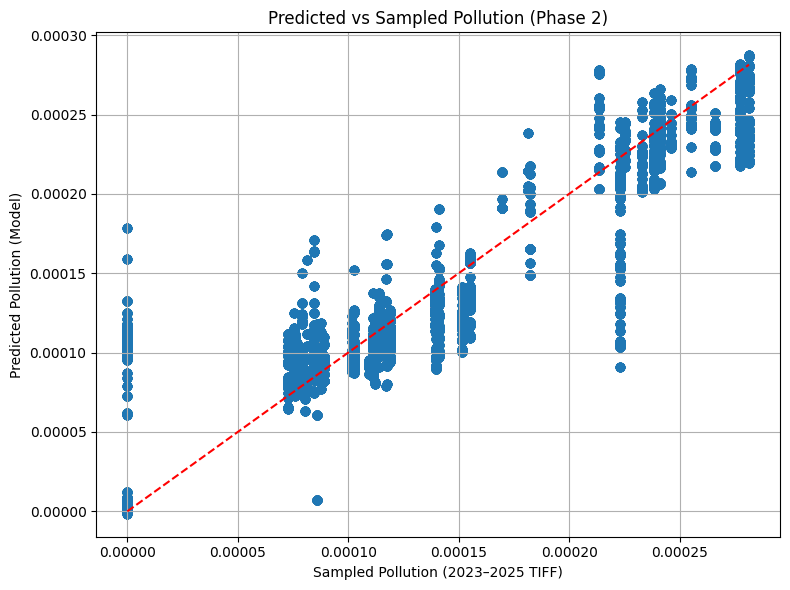 Predicted vs Sampled Pollution (Phase 2)
Predicted Pollution (Model)
0.00030
0.00025
0.00020
0.00015
0.00010
0.00005
0.00000
0.00000 0.00005 0.00010 0.00015 0.00020 0.00025
Sampled Pollution (2023–2025 TIFF)